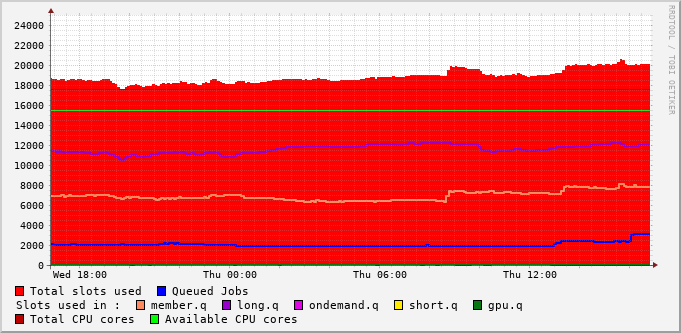 RRDTOOL / TOBI OETIKER
24000
22000
20000
18000
16000
14000
12000
10000
8000
6000
4000
2000
0
Wed 18:00 Thu 00:00 Thu 06:00 Thu 12:00
Total slots used Queued Jobs
Slots used in : member.q long.q ondemand.q short.q gpu.q
Total CPU cores Available CPU cores